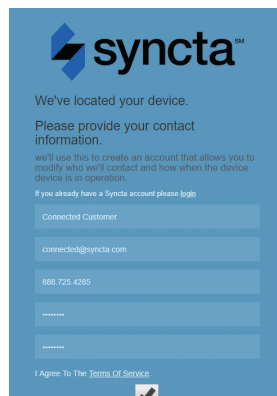 syncta℠
We've located your device.
Please provide your contact
information.
we'll use this to create an account that allows you to
modify who we'll contact and how when the device
device is in operation.
If you already have a Syncta account please login
Connected Customer
connected@syncta.com
888.725.4285
••••••••
••••••••
I Agree To The Terms Of Service.